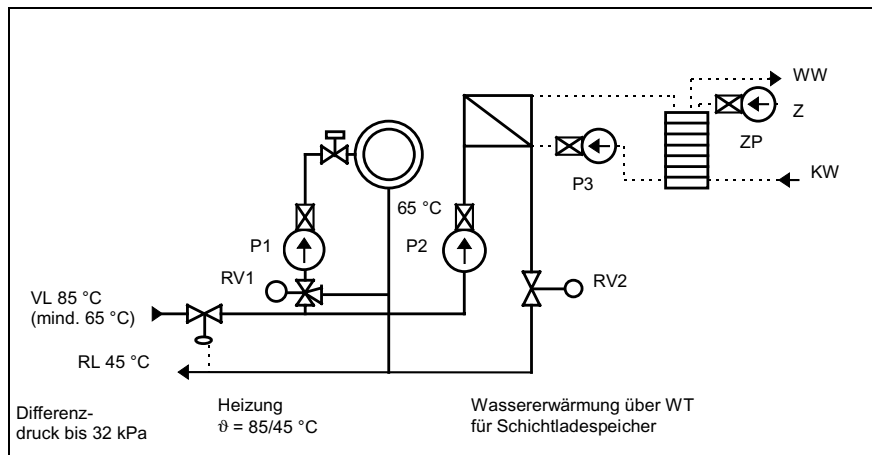 WW
Z
ZP
KW
P3
65 °C
P1
P2
RV1
RV2
VL 85 °C
(mind. 65 °C)
RL 45 °C
Differenz-
druck bis 32 kPa
Heizung
ϑ = 85/45 °C
Wassererwärmung über WT
für Schichtladespeicher